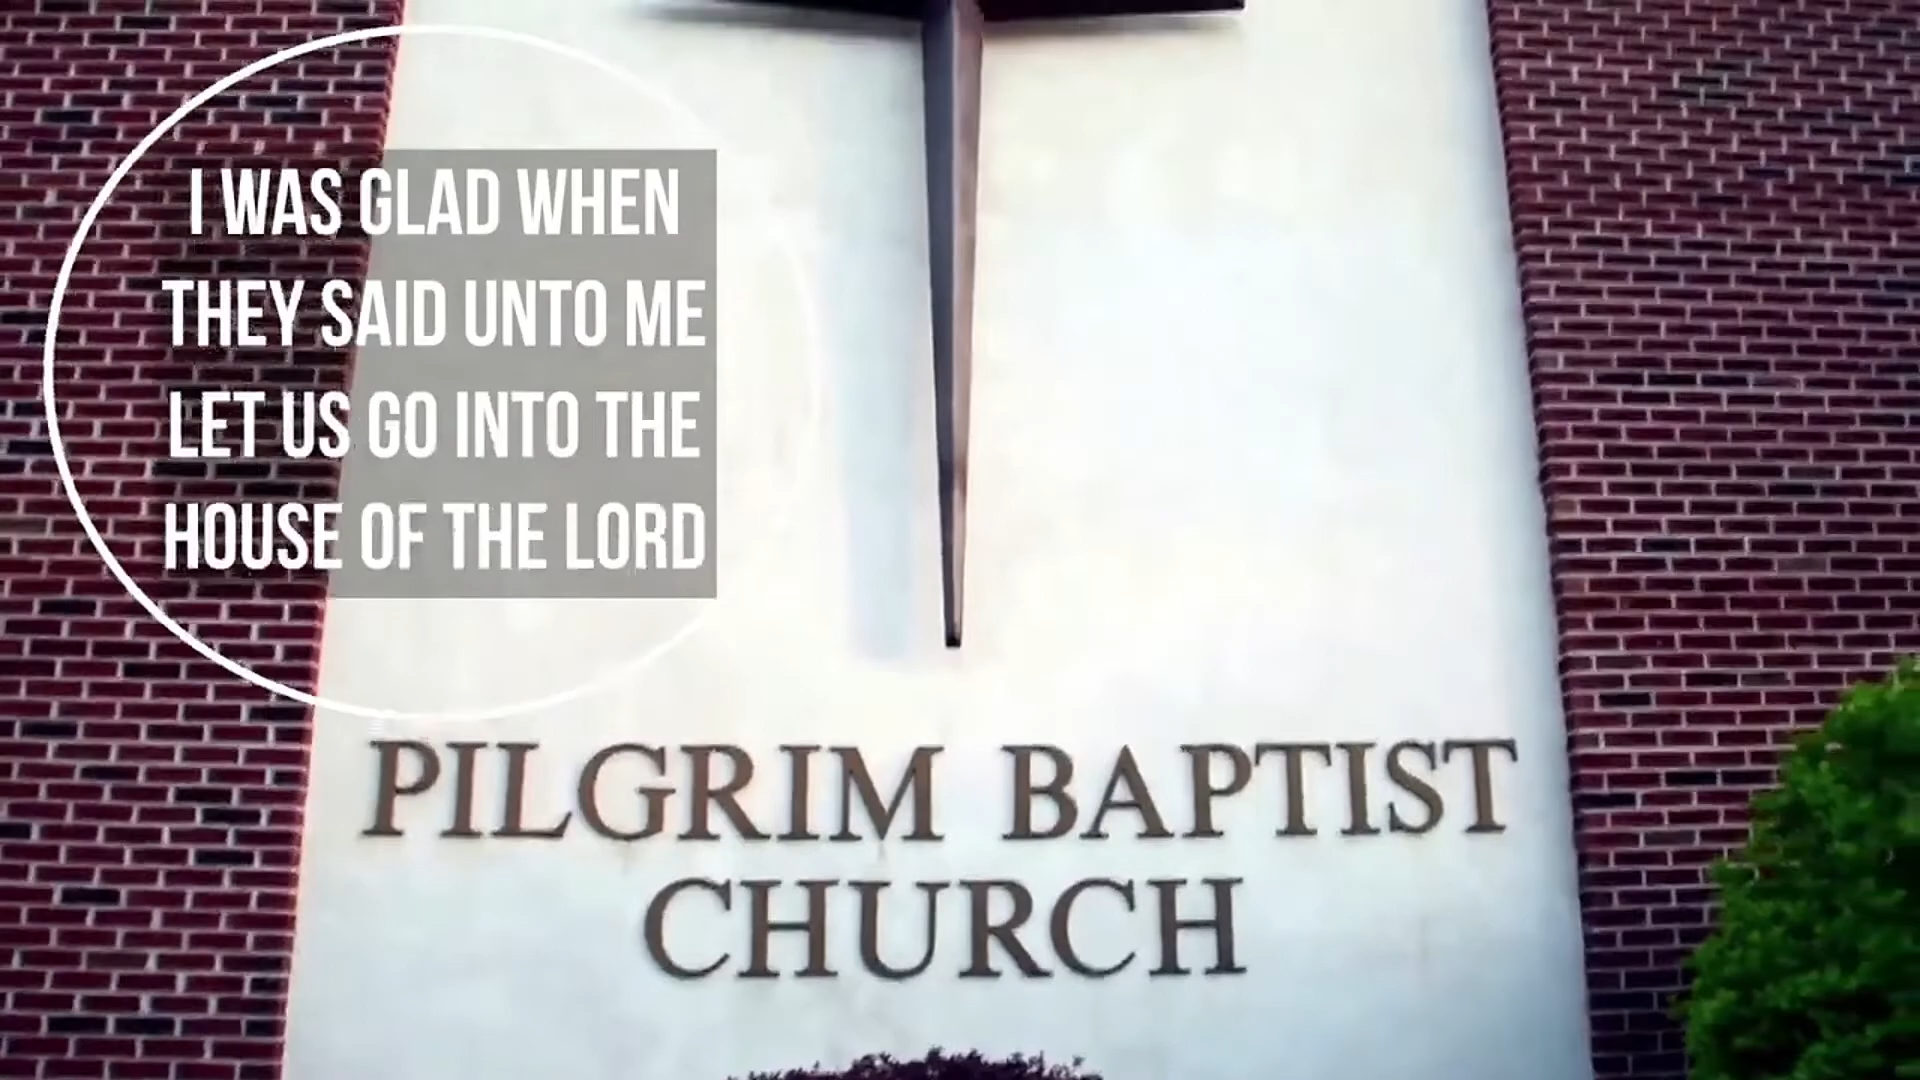 I WAS GLAD WHEN
THEY SAID UNTO ME
LET US GO INTO THE
HOUSE OF THE LORD
PILGRIM BAPTIST
CHURCH